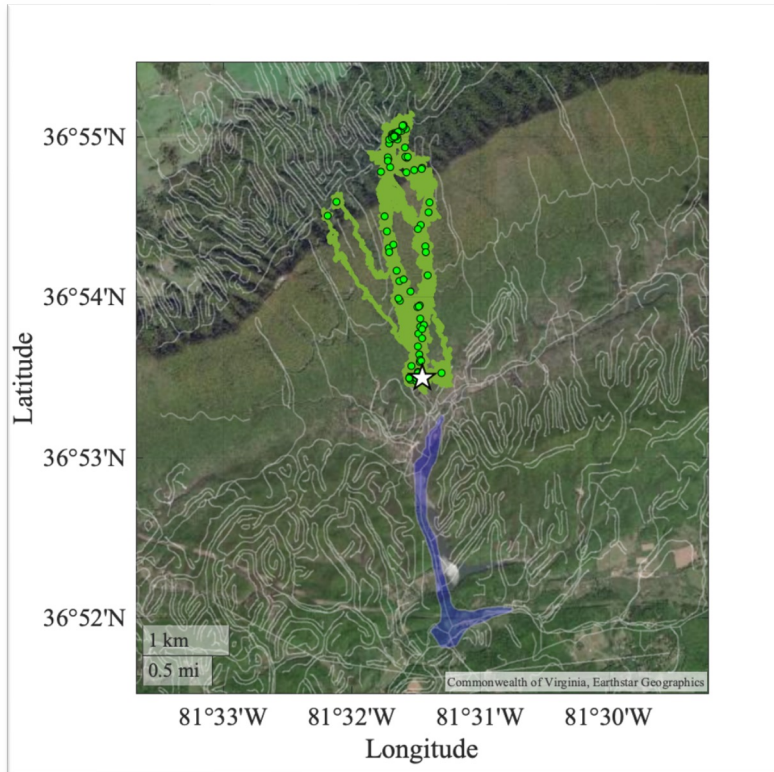 36°55'N
36°54'N
36°53'N
36°52'N
Latitude
1 km
0.5 mi
Commonwealth of Virginia, Earthstar Geographics
81°33'W 81°32'W 81°31'W 81°30'W
Longitude